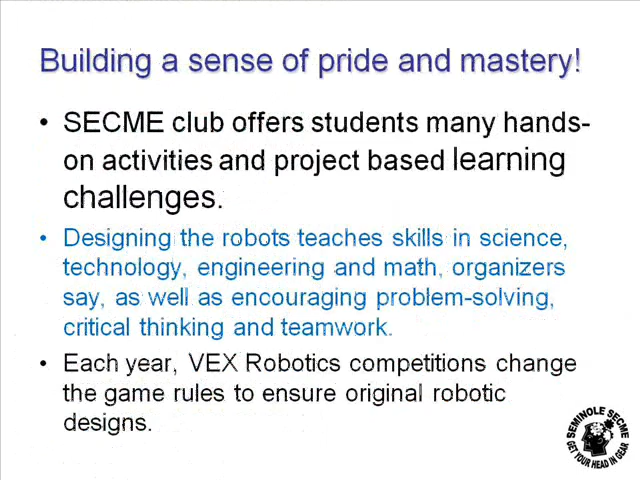 Building a sense of pride and mastery!
• SECME club offers students many hands-
on activities and project based learning
challenges.
• Designing the robots teaches skills in science,
technology, engineering and math, organizers
say, as well as encouraging problem-solving,
critical thinking and teamwork.
• Each year, VEX Robotics competitions change
the game rules to ensure original robotic
designs.
SEMINOLE SECME
GET YOUR HEAD IN GEAR